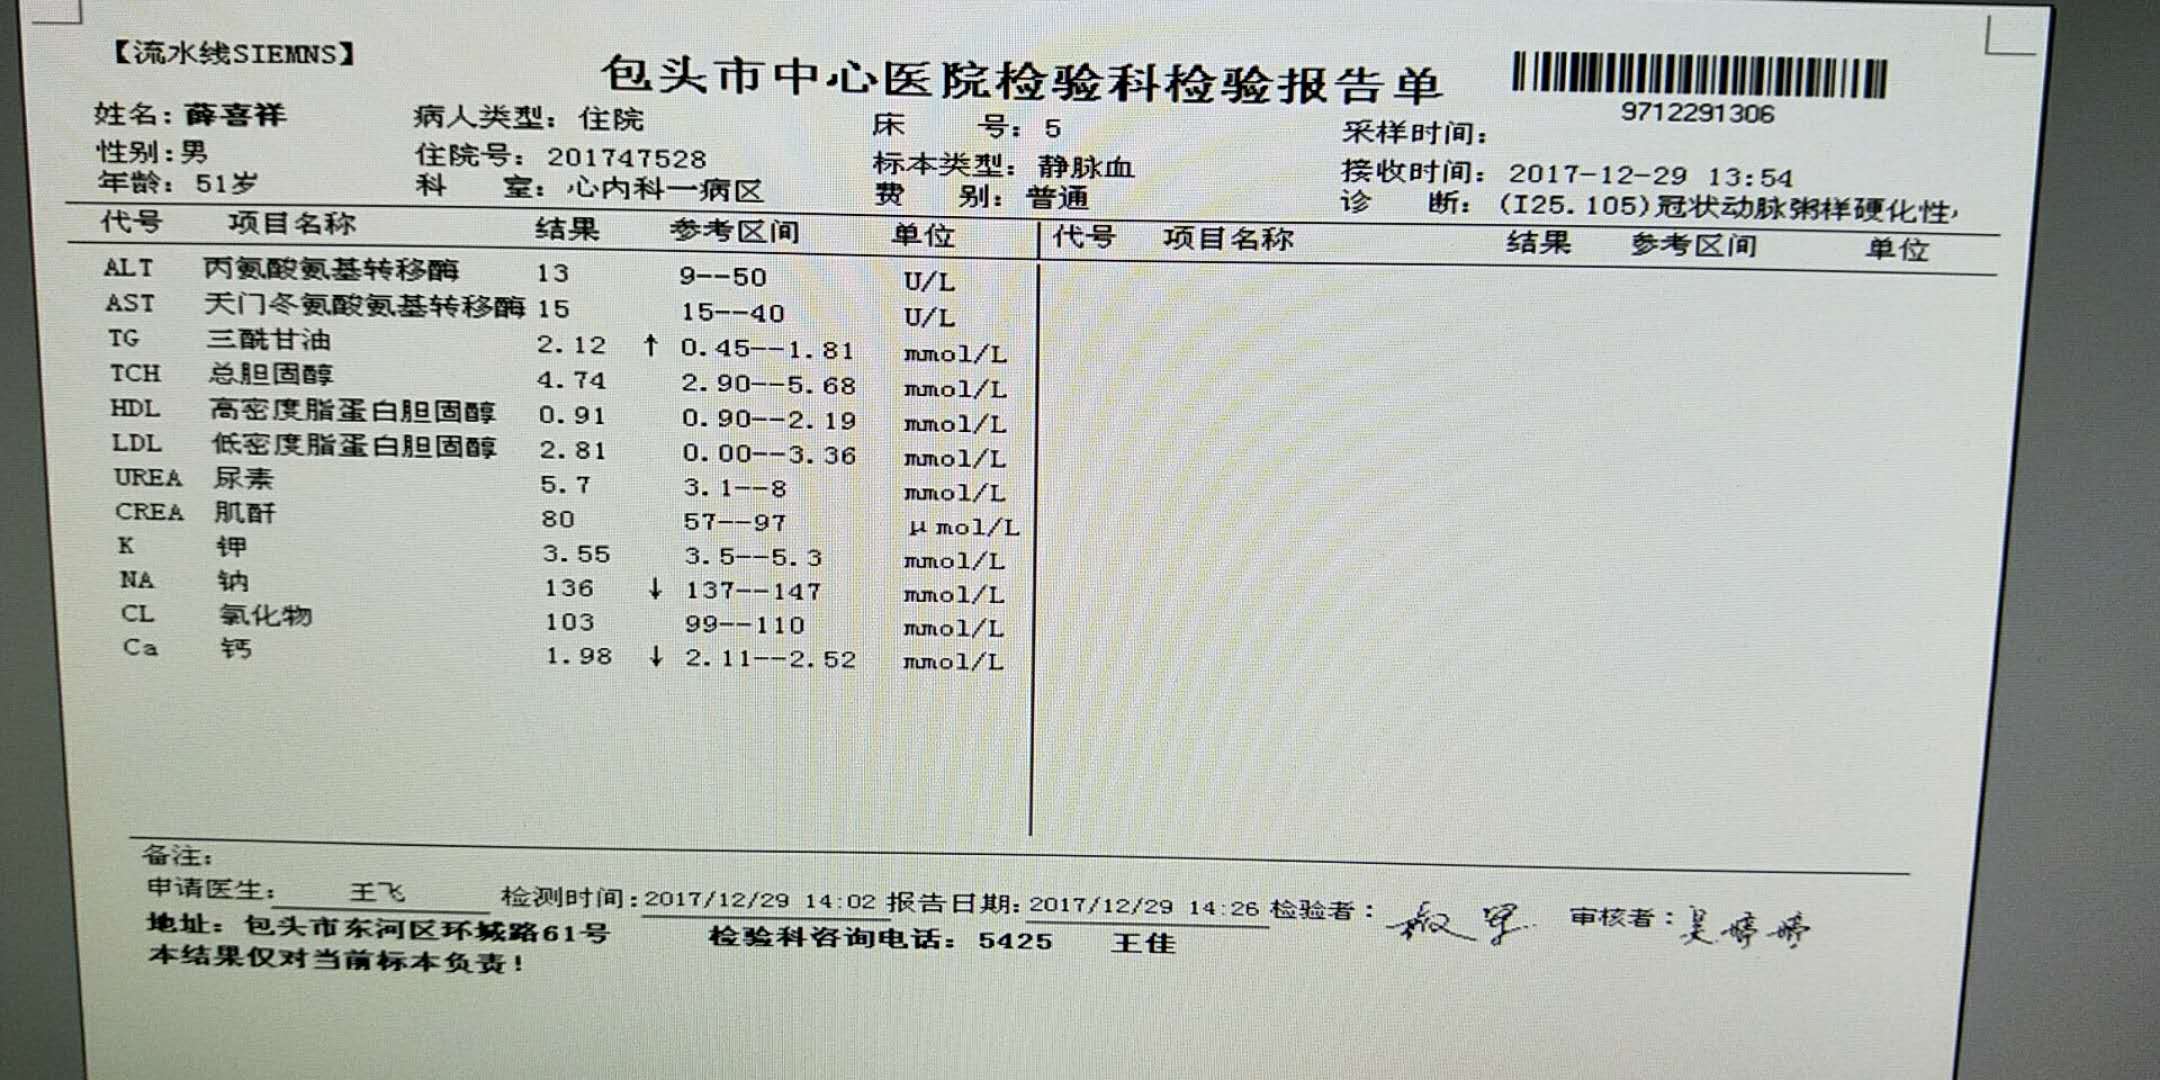 【流水线SIEMNS】
包头市中心医院检验科检验报告单
9712291306
姓名：薛喜祥 病人类型：住院 床 号：5 采样时间：
性别：男 住院号：201747528 标本类型：静脉血 接收时间：2017-12-29 13:54
年龄：51岁 科 室：心内科一病区 费 别：普通 诊 断：(I25.105)冠状动脉粥样硬化性
代号 项目名称 结果 参考区间 单位 代号 项目名称 结果 参考区间 单位
ALT 丙氨酸氨基转移酶 13 9--50 U/L
AST 天门冬氨酸氨基转移酶 15 15--40 U/L
TG 三酰甘油 2.12 ↑ 0.45--1.81 mmol/L
TCH 总胆固醇 4.74 2.90--5.68 mmol/L
HDL 高密度脂蛋白胆固醇 0.91 0.90--2.19 mmol/L
LDL 低密度脂蛋白胆固醇 2.81 0.00--3.36 mmol/L
UREA 尿素 5.7 3.1--8 mmol/L
CREA 肌酐 80 57--97 μmol/L
K 钾 3.55 3.5--5.3 mmol/L
NA 钠 136 ↓ 137--147 mmol/L
CL 氯化物 103 99--110 mmol/L
Ca 钙 1.98 ↓ 2.11--2.52 mmol/L
备注：
申请医生： 王飞 检测时间：2017/12/29 14:02 报告日期：2017/12/29 14:26 检验者： 审核者：吴婷婷
地址：包头市东河区环城路61号 检验科咨询电话：5425 王佳
本结果仅对当前标本负责！